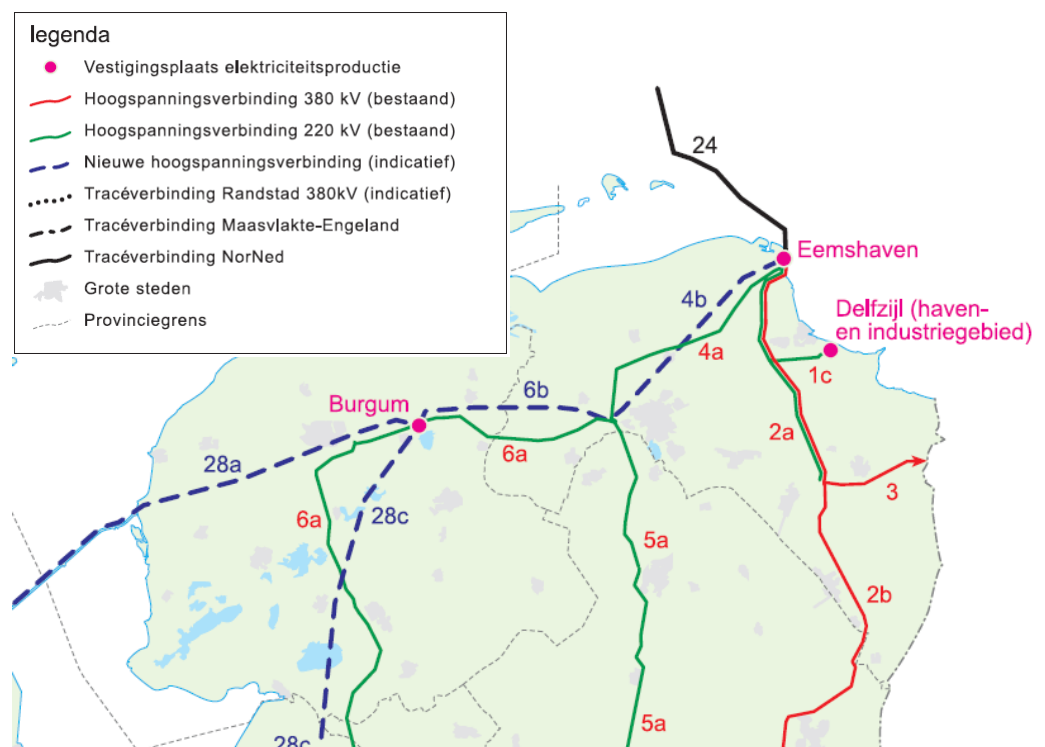 legenda
Vestigingsplaats elektriciteitsproductie
Hoogspanningsverbinding 380 kV (bestaand)
Hoogspanningsverbinding 220 kV (bestaand)
Nieuwe hoogspanningsverbinding (indicatief)
Tracéverbinding Randstad 380kV (indicatief)
Tracéverbinding Maasvlakte-Engeland
Tracéverbinding NorNed
Grote steden
Provinciegrens
24
Eemshaven
4b
Delfzijl (haven-
en industriegebied)
4a
1c
6b
Burgum
2a
6a
28a
3
6a
28c
5a
2b
5a
28c